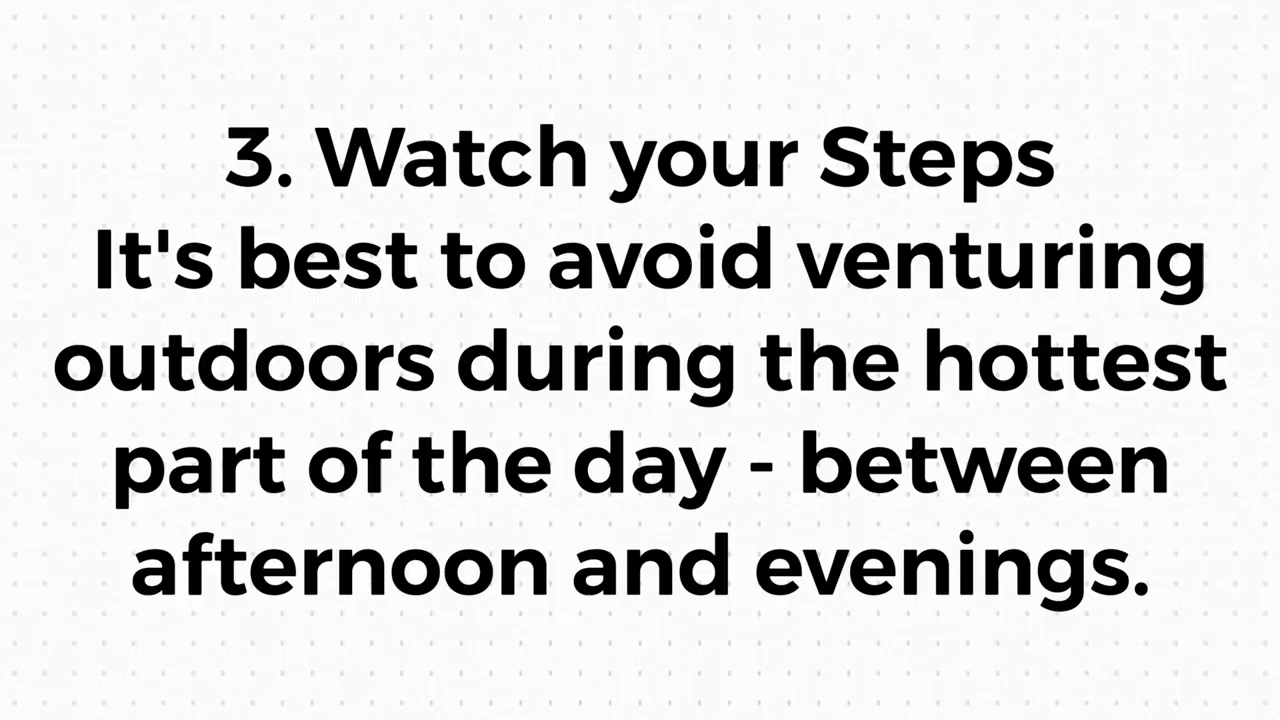 3. Watch your Steps
It's best to avoid venturing
outdoors during the hottest
part of the day - between
afternoon and evenings.